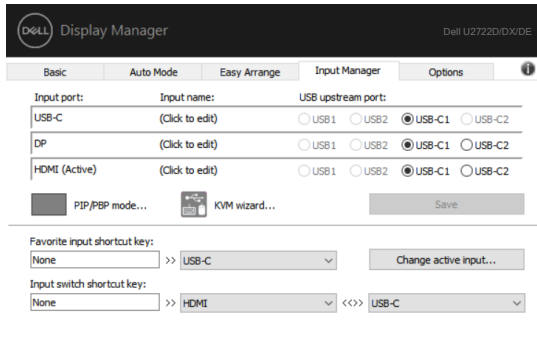 DELL Display Manager
Dell U2722D/DX/DE
Basic Auto Mode Easy Arrange Input Manager Options i
Input port: Input name: USB upstream port:
USB-C (Click to edit) USB1 USB2 USB-C1 USB-C2
DP (Click to edit) USB1 USB2 USB-C1 USB-C2
HDMI (Active) (Click to edit) USB1 USB2 USB-C1 USB-C2
PIP/PBP mode... KVM wizard... Save
Favorite input shortcut key:
None >> USB-C Change active input...
Input switch shortcut key:
None >> HDMI <<>> USB-C